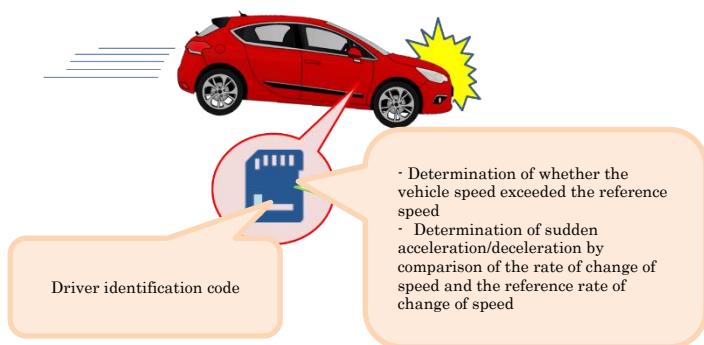 - Determination of whether the
vehicle speed exceeded the reference
speed
- Determination of sudden
acceleration/deceleration by
comparison of the rate of change of
speed and the reference rate of
change of speed
Driver identification code